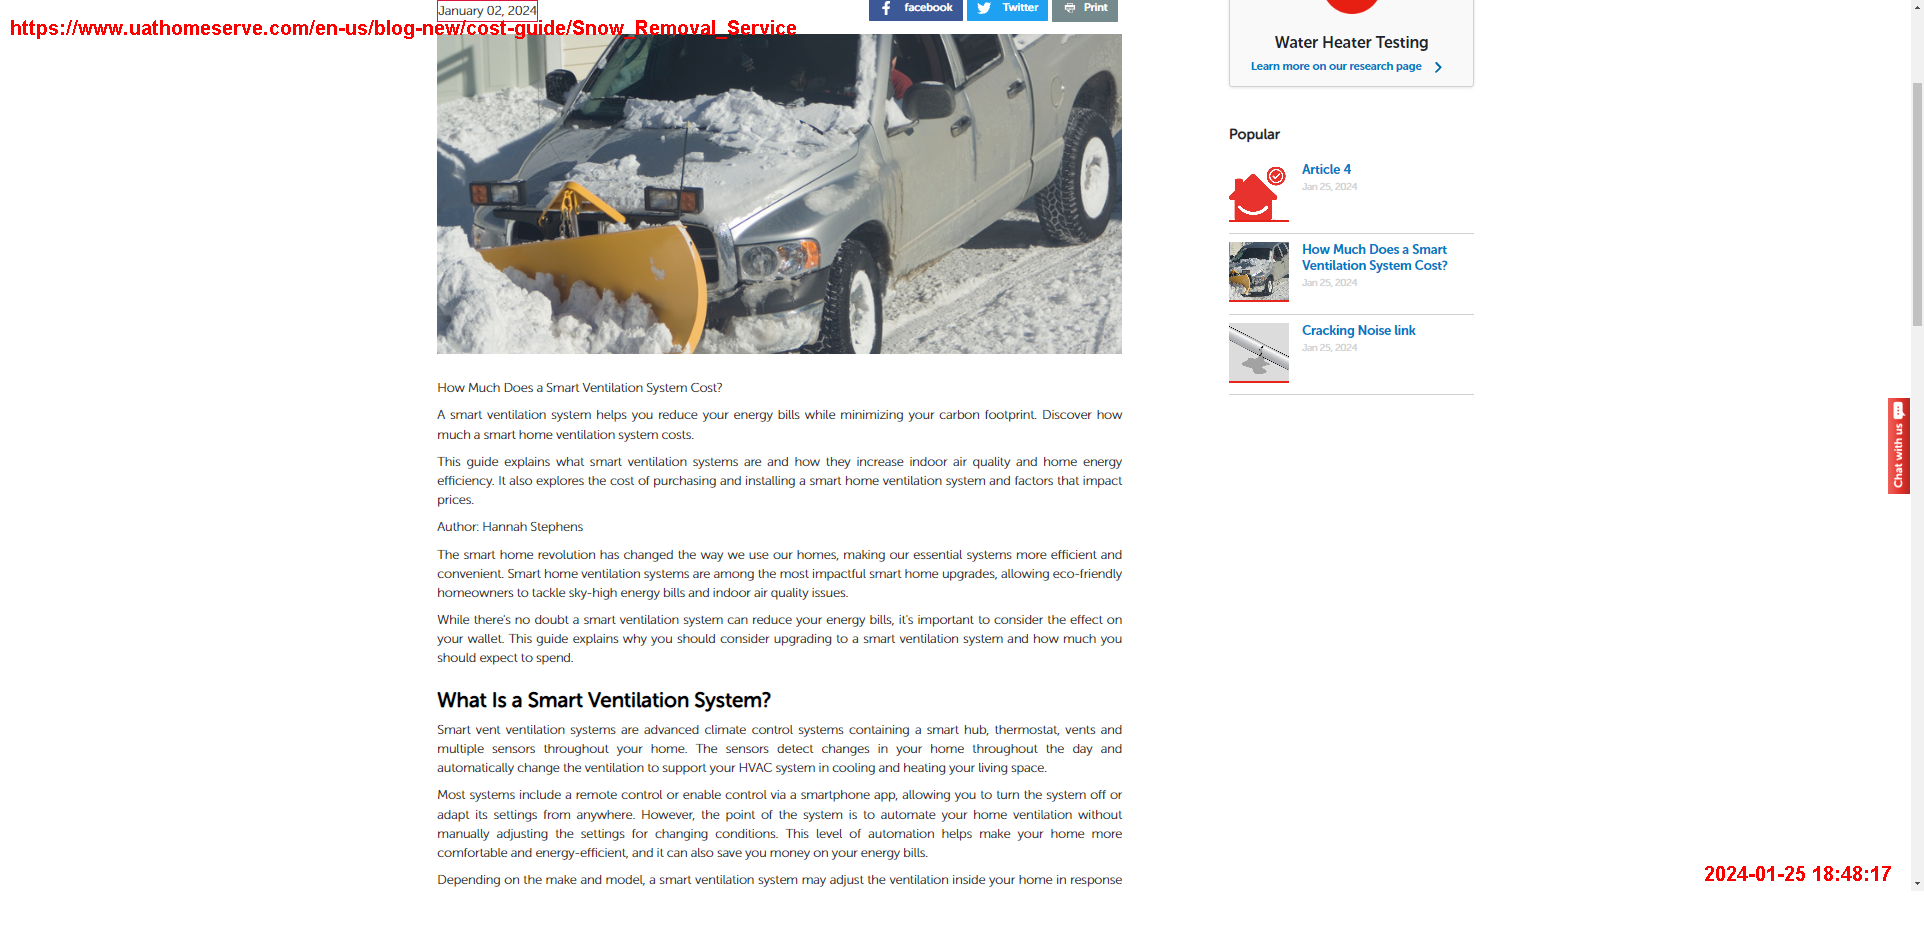 January 02, 2024
facebook
Twitter
Print
https://www.uathomeserve.com/en-us/blog-new/cost-guide/Snow_Removal_Service
How Much Does a Smart Ventilation System Cost?
A smart ventilation system helps you reduce your energy bills while minimizing your carbon footprint. Discover how
much a smart home ventilation system costs.
This guide explains what smart ventilation systems are and how they increase indoor air quality and home energy
efficiency. It also explores the cost of purchasing and installing a smart home ventilation system and factors that impact
prices.
Author: Hannah Stephens
The smart home revolution has changed the way we use our homes, making our essential systems more efficient and
convenient. Smart home ventilation systems are among the most impactful smart home upgrades, allowing eco-friendly
homeowners to tackle sky-high energy bills and indoor air quality issues.
While there's no doubt a smart ventilation system can reduce your energy bills, it's important to consider the effect on
your wallet. This guide explains why you should consider upgrading to a smart ventilation system and how much you
should expect to spend.
What Is a Smart Ventilation System?
Smart vent ventilation systems are advanced climate control systems containing a smart hub, thermostat, vents and
multiple sensors throughout your home. The sensors detect changes in your home throughout the day and
automatically change the ventilation to support your HVAC system in cooling and heating your living space.
Most systems include a remote control or enable control via a smartphone app, allowing you to turn the system off or
adapt its settings from anywhere. However, the point of the system is to automate your home ventilation without
manually adjusting the settings for changing conditions. This level of automation helps make your home more
comfortable and energy-efficient, and it can also save you money on your energy bills.
Depending on the make and model, a smart ventilation system may adjust the ventilation inside your home in response
Water Heater Testing
Learn more on our research page
Popular
Article 4
Jan 25, 2024
How Much Does a Smart
Ventilation System Cost?
Jan 25, 2024
Cracking Noise link
Jan 25, 2024
Chat with us
2024-01-25 18:48:17